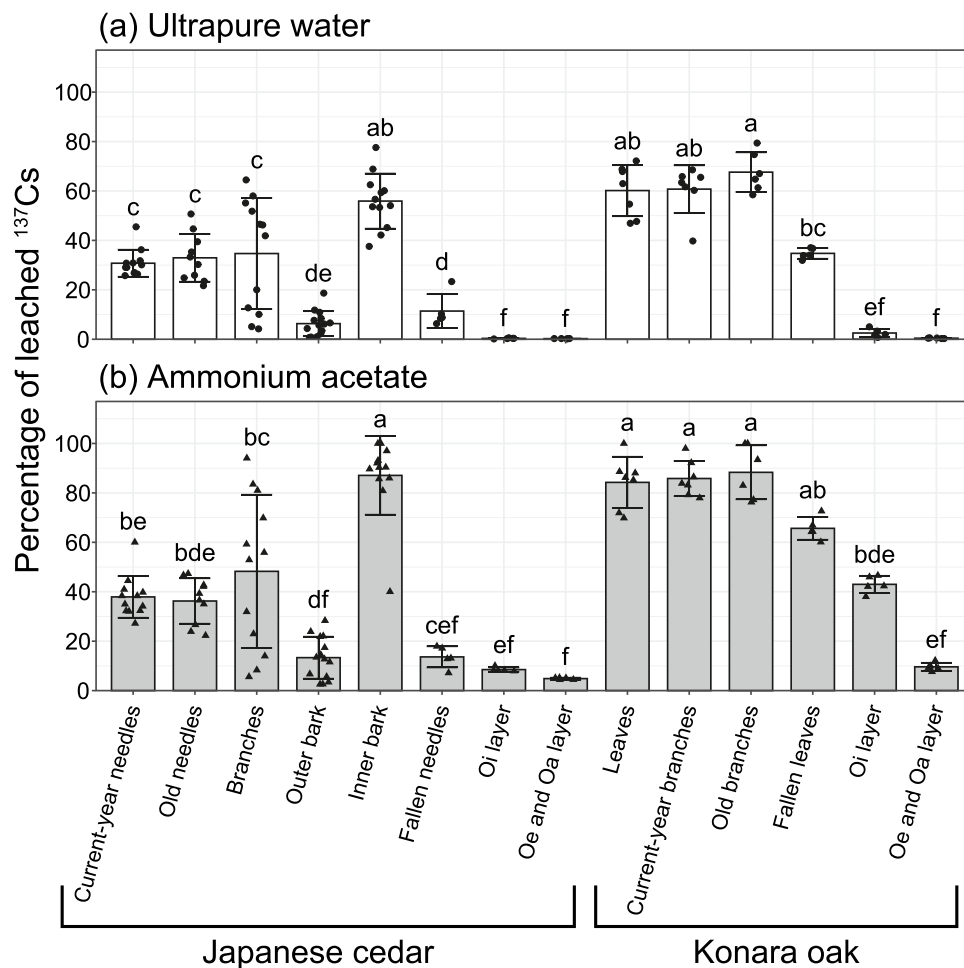 (a) Ultrapure water
Percentage of leached ¹³⁷Cs
100
80
60
40
20
0
c
c
c
de
ab
d
f
f
ab
ab
a
bc
ef
f
(b) Ammonium acetate
100
80
60
40
20
0
be
bde
bc
df
a
cef
ef
f
a
a
a
ab
bde
ef
Current-year needles
Old needles
Branches
Outer bark
Inner bark
Fallen needles
Oi layer
Oe and Oa layer
Leaves
Current-year branches
Old branches
Fallen leaves
Oi layer
Oe and Oa layer
Japanese cedar
Konara oak